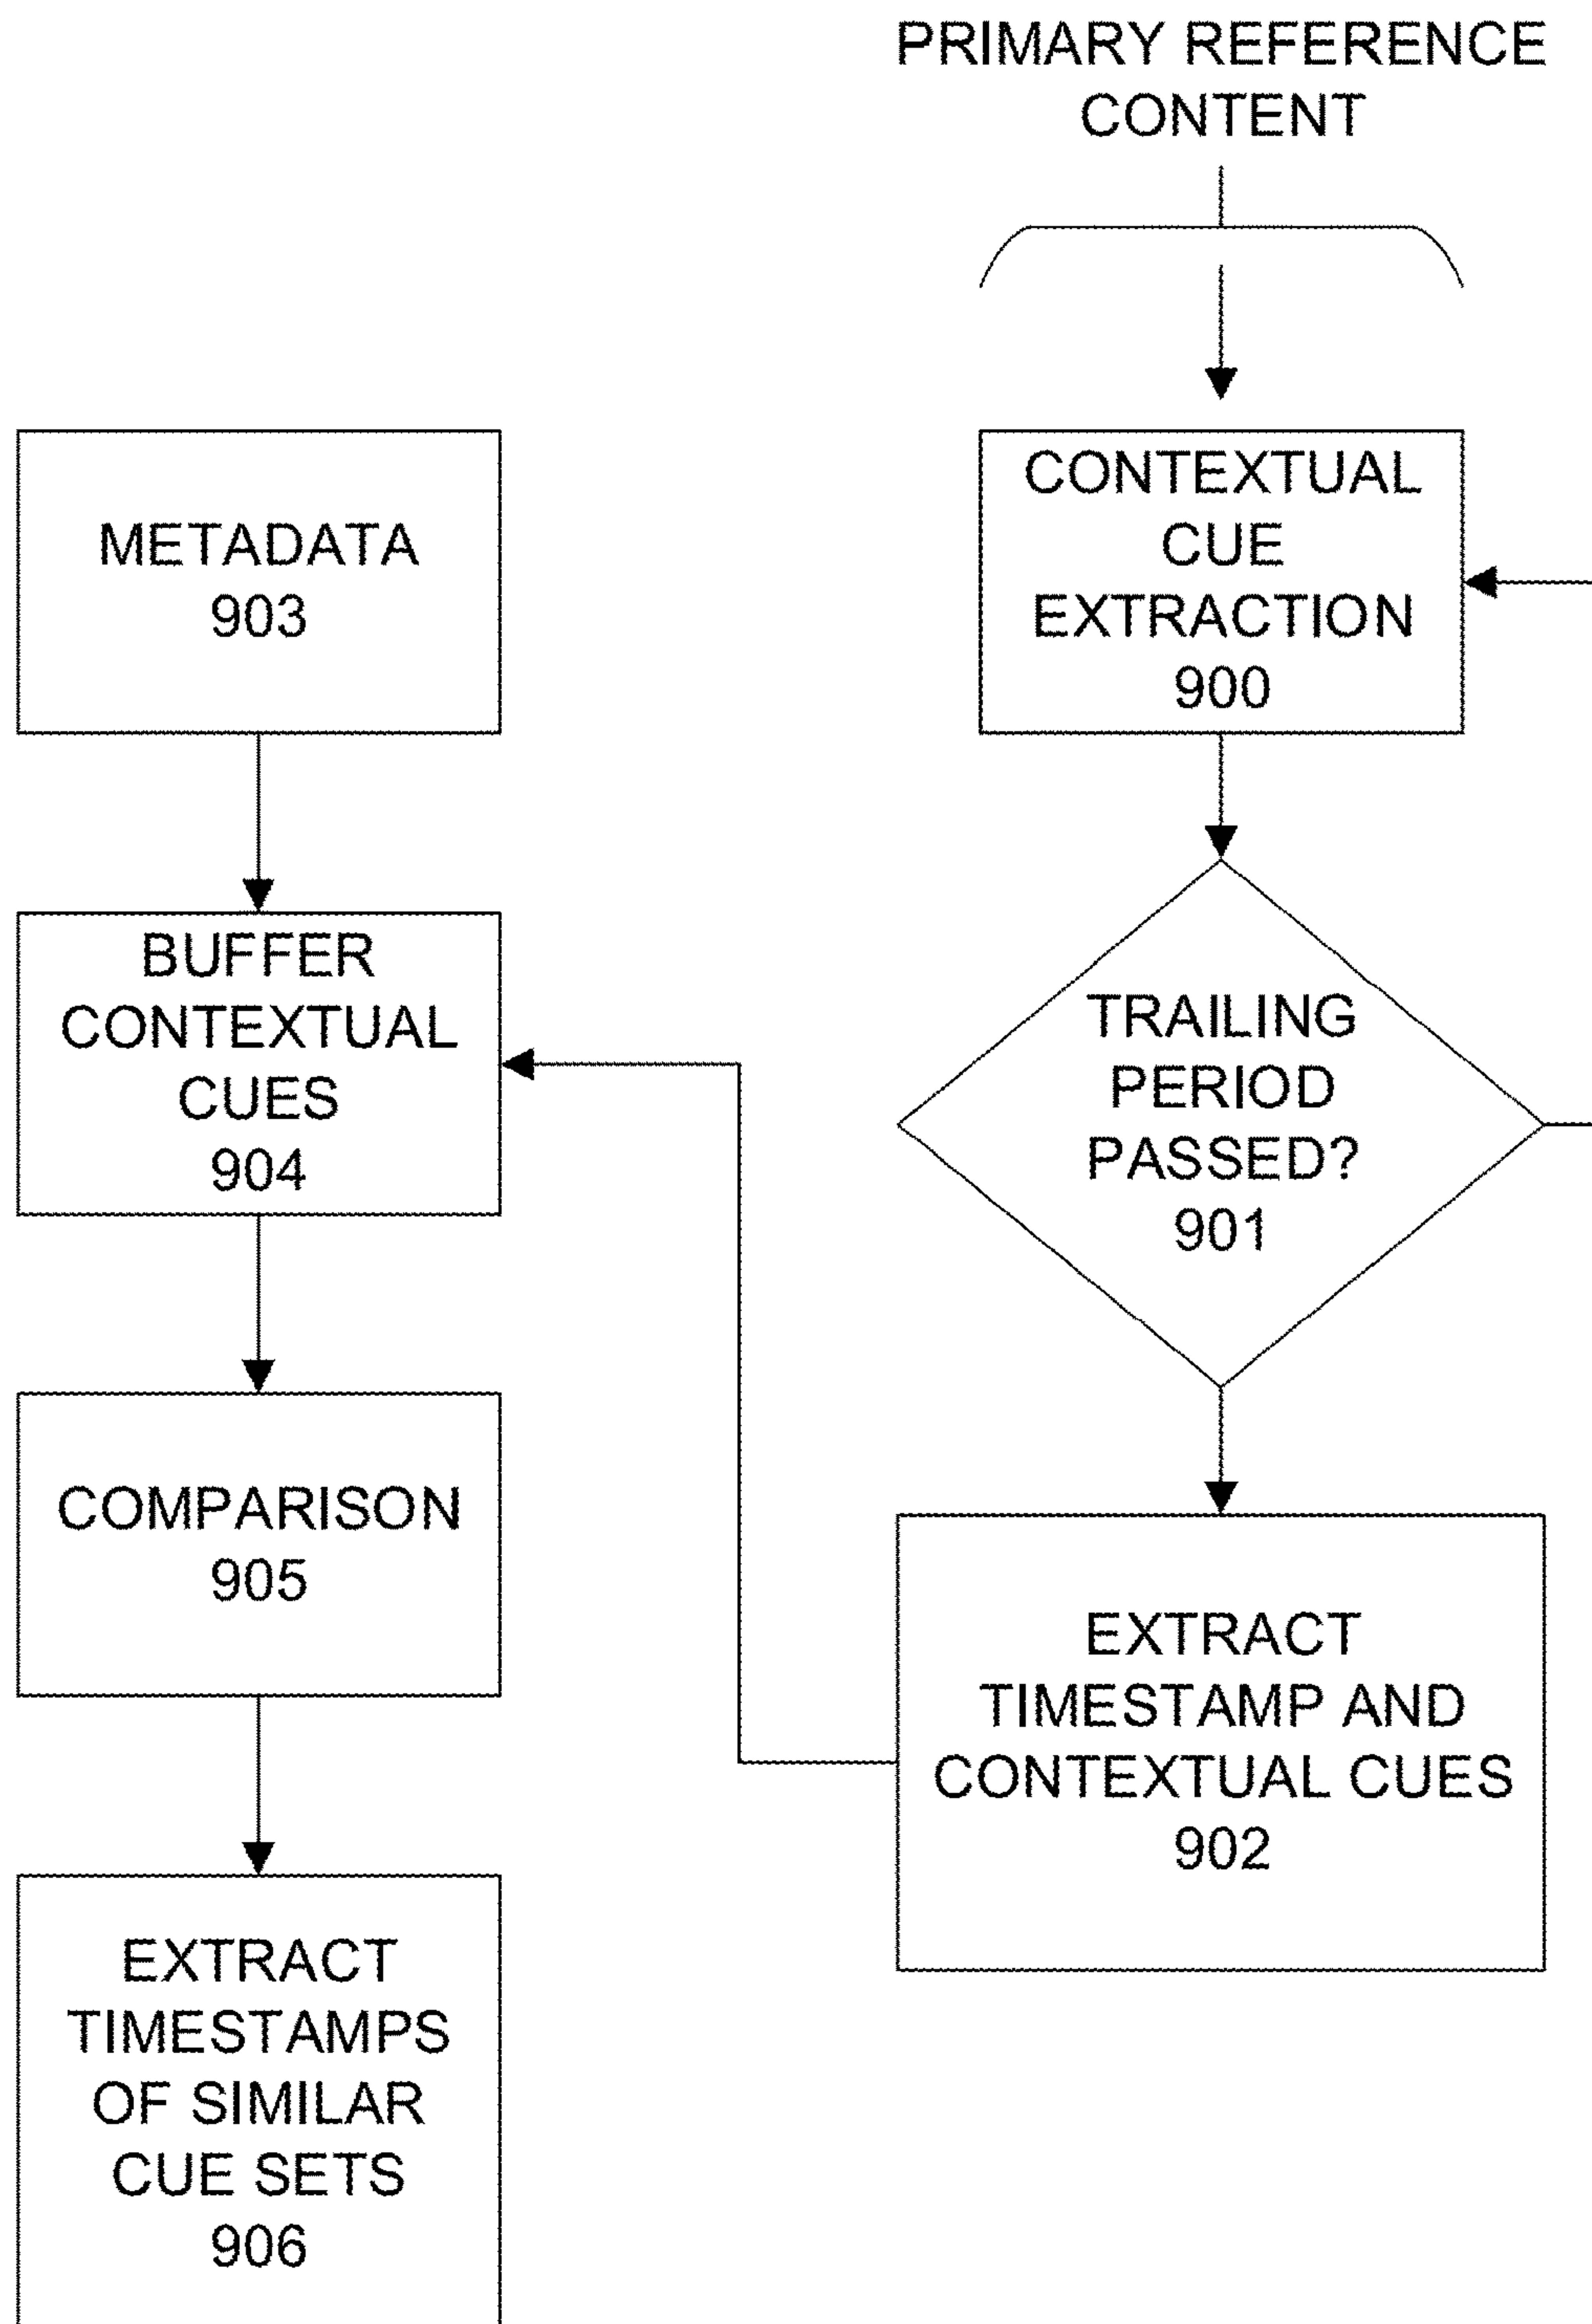 PRIMARY REFERENCE
CONTENT
CONTEXTUAL
CUE
EXTRACTION
900
TRAILING
PERIOD
PASSED?
901
EXTRACT
TIMESTAMP AND
CONTEXTUAL CUES
902
METADATA
903
BUFFER
CONTEXTUAL
CUES
904
COMPARISON
905
EXTRACT
TIMESTAMPS
OF SIMILAR
CUE SETS
906